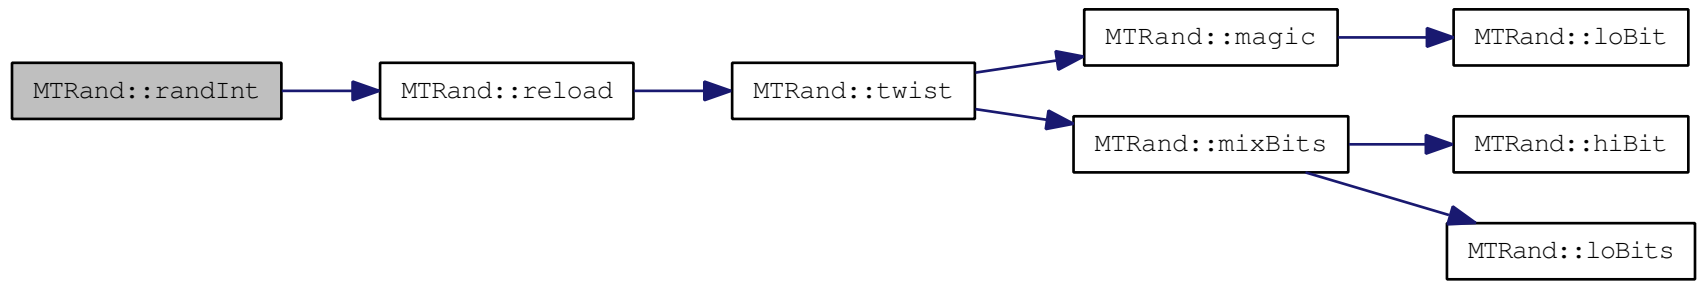 MTRand::randInt
MTRand::reload
MTRand::twist
MTRand::magic
MTRand::loBit
MTRand::mixBits
MTRand::hiBit
MTRand::loBits